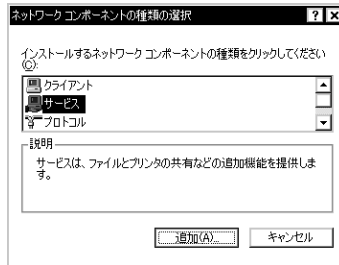 ネットワーク コンポーネントの種類の選択
インストールするネットワーク コンポーネントの種類をクリックしてください
(C):
クライアント
サービス
プロトコル
説明
サービスは、ファイルとプリンタの共有などの追加機能を提供しま
す。
追加(A)...
キャンセル